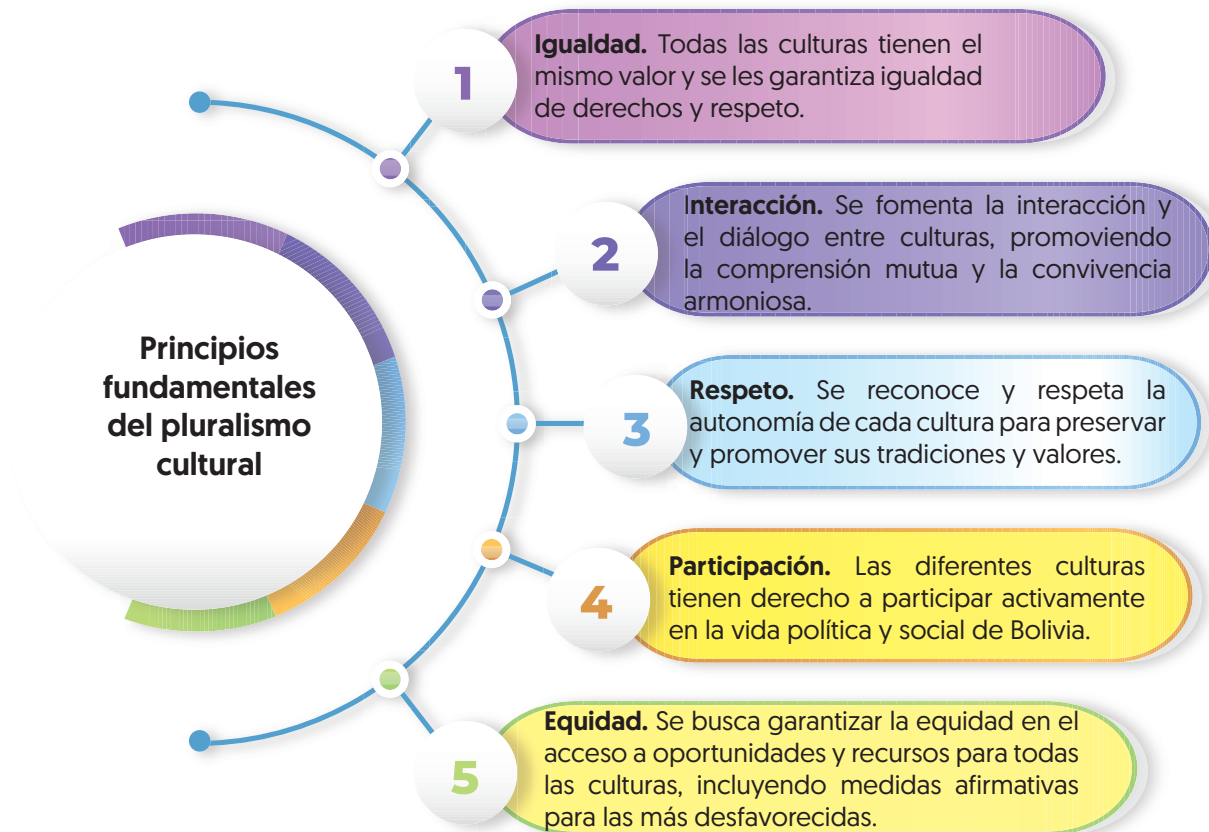 1
Igualdad. Todas las culturas tienen el
mismo valor y se les garantiza igualdad
de derechos y respeto.
2
Interacción. Se fomenta la interacción y
el diálogo entre culturas, promoviendo
la comprensión mutua y la convivencia
armoniosa.
Principios
fundamentales
del pluralismo
cultural
3
Respeto. Se reconoce y respeta la
autonomía de cada cultura para preservar
y promover sus tradiciones y valores.
4
Participación. Las diferentes culturas
tienen derecho a participar activamente
en la vida política y social de Bolivia.
5
Equidad. Se busca garantizar la equidad en el
acceso a oportunidades y recursos para todas
las culturas, incluyendo medidas afirmativas
para las más desfavorecidas.